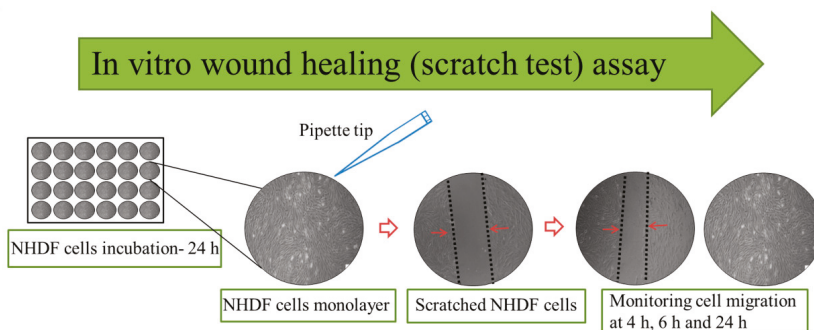 In vitro wound healing (scratch test) assay
Pipette tip
NHDF cells incubation- 24 h
NHDF cells monolayer
Scratched NHDF cells
Monitoring cell migration
at 4 h, 6 h and 24 h